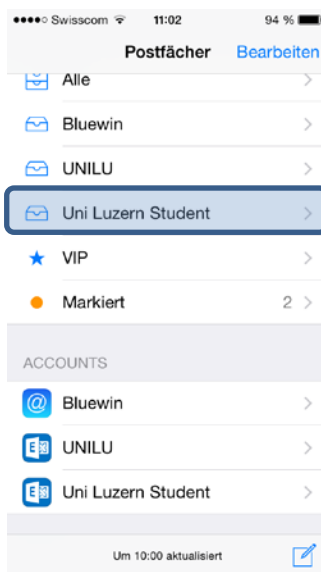 Swisscom 11:02 94 %
Postfächer Bearbeiten
Alle
Bluewin
UNILU
Uni Luzern Student
VIP
Markiert 2
ACCOUNTS
Bluewin
UNILU
Uni Luzern Student
Um 10:00 aktualisiert